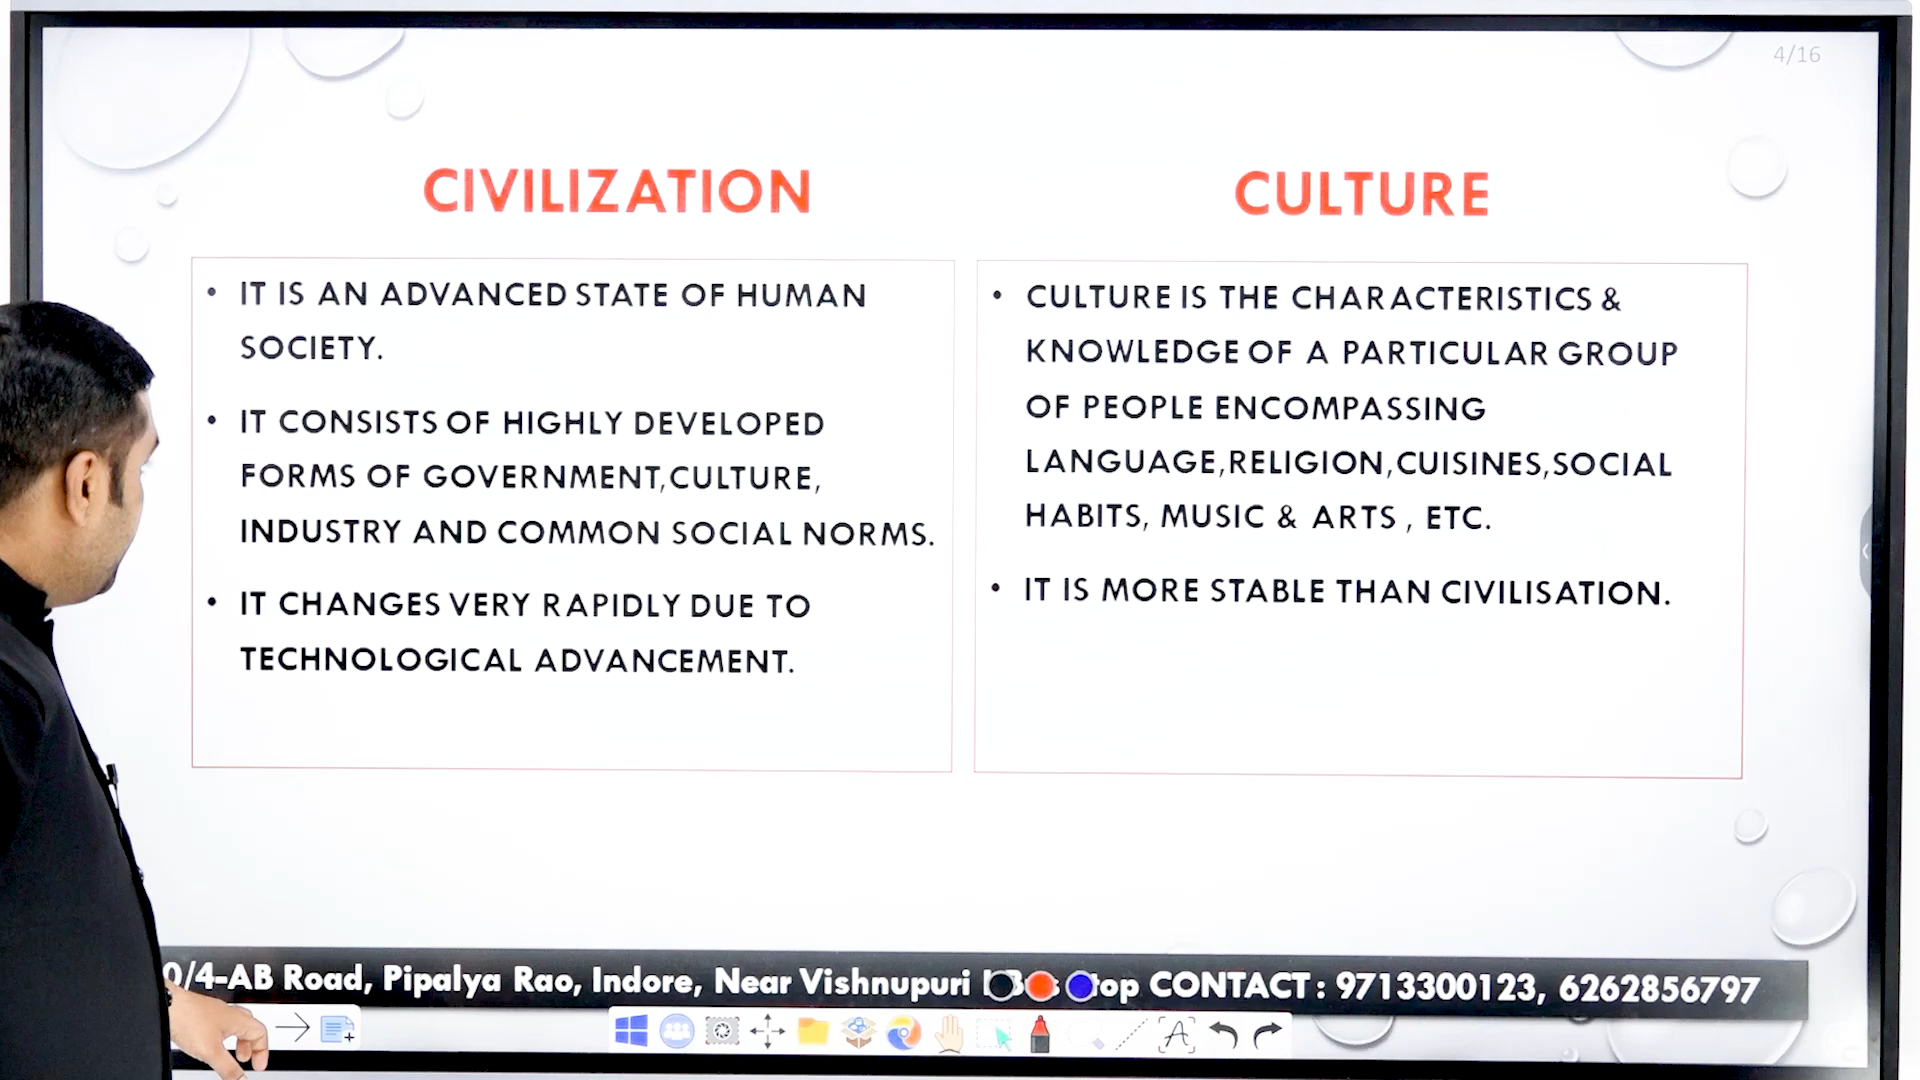 4/16
CIVILIZATION
• IT IS AN ADVANCED STATE OF HUMAN
SOCIETY.
• IT CONSISTS OF HIGHLY DEVELOPED
FORMS OF GOVERNMENT,CULTURE,
INDUSTRY AND COMMON SOCIAL NORMS.
• IT CHANGES VERY RAPIDLY DUE TO
TECHNOLOGICAL ADVANCEMENT.
CULTURE
• CULTURE IS THE CHARACTERISTICS &
KNOWLEDGE OF A PARTICULAR GROUP
OF PEOPLE ENCOMPASSING
LANGUAGE,RELIGION,CUISINES,SOCIAL
HABITS, MUSIC & ARTS , ETC.
• IT IS MORE STABLE THAN CIVILISATION.
0/4-AB Road, Pipalya Rao, Indore, Near Vishnupuri CONTACT : 9713300123, 6262856797